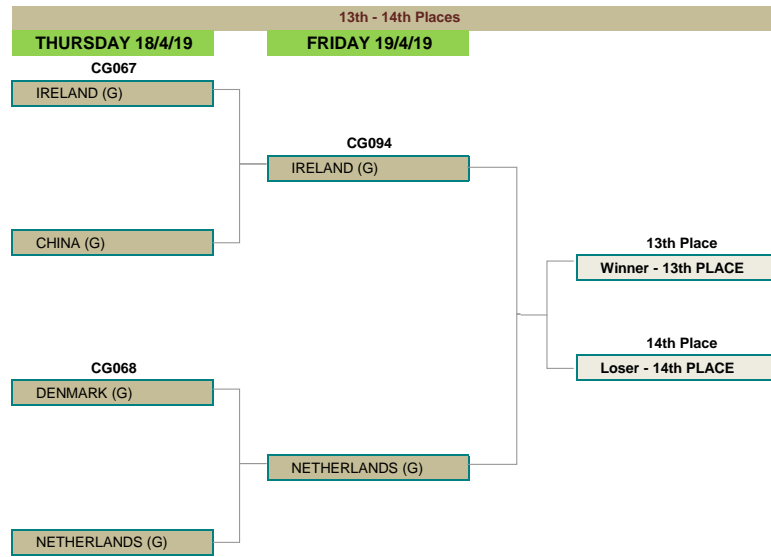 13th - 14th Places
THURSDAY 18/4/19
FRIDAY 19/4/19
CG067
IRELAND (G)
CG094
IRELAND (G)
CHINA (G)
13th Place
Winner - 13th PLACE
14th Place
Loser - 14th PLACE
CG068
DENMARK (G)
NETHERLANDS (G)
NETHERLANDS (G)